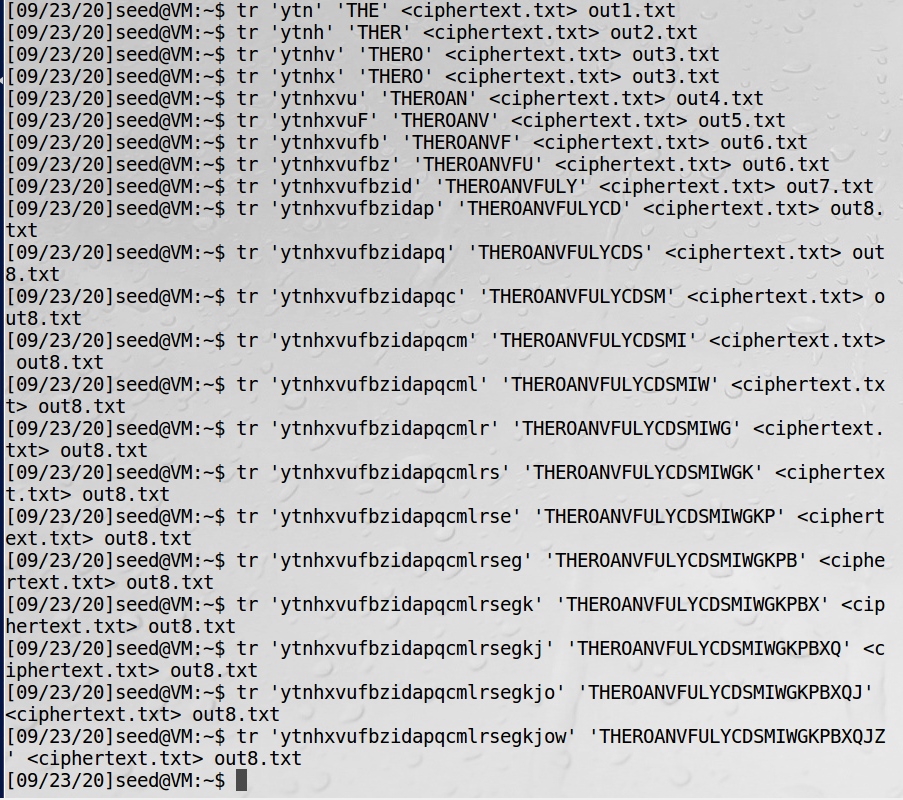 [09/23/20]seed@VM:~$ tr 'ytn' 'THE' <ciphertext.txt> out1.txt
[09/23/20]seed@VM:~$ tr 'ytnh' 'THER' <ciphertext.txt> out2.txt
[09/23/20]seed@VM:~$ tr 'ytnhv' 'THERO' <ciphertext.txt> out3.txt
[09/23/20]seed@VM:~$ tr 'ytnhx' 'THERO' <ciphertext.txt> out3.txt
[09/23/20]seed@VM:~$ tr 'ytnhxvu' 'THEROAN' <ciphertext.txt> out4.txt
[09/23/20]seed@VM:~$ tr 'ytnhxvuF' 'THEROANV' <ciphertext.txt> out5.txt
[09/23/20]seed@VM:~$ tr 'ytnhxvufb' 'THEROANVF' <ciphertext.txt> out6.txt
[09/23/20]seed@VM:~$ tr 'ytnhxvufbz' 'THEROANVFU' <ciphertext.txt> out6.txt
[09/23/20]seed@VM:~$ tr 'ytnhxvufbzid' 'THEROANVFULY' <ciphertext.txt> out7.txt
[09/23/20]seed@VM:~$ tr 'ytnhxvufbzidap' 'THEROANVFULYCD' <ciphertext.txt> out8.
txt
[09/23/20]seed@VM:~$ tr 'ytnhxvufbzidapq' 'THEROANVFULYCDS' <ciphertext.txt> out
8.txt
[09/23/20]seed@VM:~$ tr 'ytnhxvufbzidapqc' 'THEROANVFULYCDSM' <ciphertext.txt> o
ut8.txt
[09/23/20]seed@VM:~$ tr 'ytnhxvufbzidapqcm' 'THEROANVFULYCDSMI' <ciphertext.txt>
 out8.txt
[09/23/20]seed@VM:~$ tr 'ytnhxvufbzidapqcml' 'THEROANVFULYCDSMIW' <ciphertext.tx
t> out8.txt
[09/23/20]seed@VM:~$ tr 'ytnhxvufbzidapqcmlr' 'THEROANVFULYCDSMIWG' <ciphertext.
txt> out8.txt
[09/23/20]seed@VM:~$ tr 'ytnhxvufbzidapqcmlrs' 'THEROANVFULYCDSMIWGK' <ciphertex
t.txt> out8.txt
[09/23/20]seed@VM:~$ tr 'ytnhxvufbzidapqcmlrse' 'THEROANVFULYCDSMIWGKP' <ciphert
ext.txt> out8.txt
[09/23/20]seed@VM:~$ tr 'ytnhxvufbzidapqcmlrseg' 'THEROANVFULYCDSMIWGKPB' <ciphe
rtext.txt> out8.txt
[09/23/20]seed@VM:~$ tr 'ytnhxvufbzidapqcmlrsegk' 'THEROANVFULYCDSMIWGKPBX' <cip
hertext.txt> out8.txt
[09/23/20]seed@VM:~$ tr 'ytnhxvufbzidapqcmlrsegkj' 'THEROANVFULYCDSMIWGKPBXQ' <c
iphertext.txt> out8.txt
[09/23/20]seed@VM:~$ tr 'ytnhxvufbzidapqcmlrsegkjo' 'THEROANVFULYCDSMIWGKPBXQJ'
<ciphertext.txt> out8.txt
[09/23/20]seed@VM:~$ tr 'ytnhxvufbzidapqcmlrsegkjow' 'THEROANVFULYCDSMIWGKPBXQJZ
' <ciphertext.txt> out8.txt
[09/23/20]seed@VM:~$